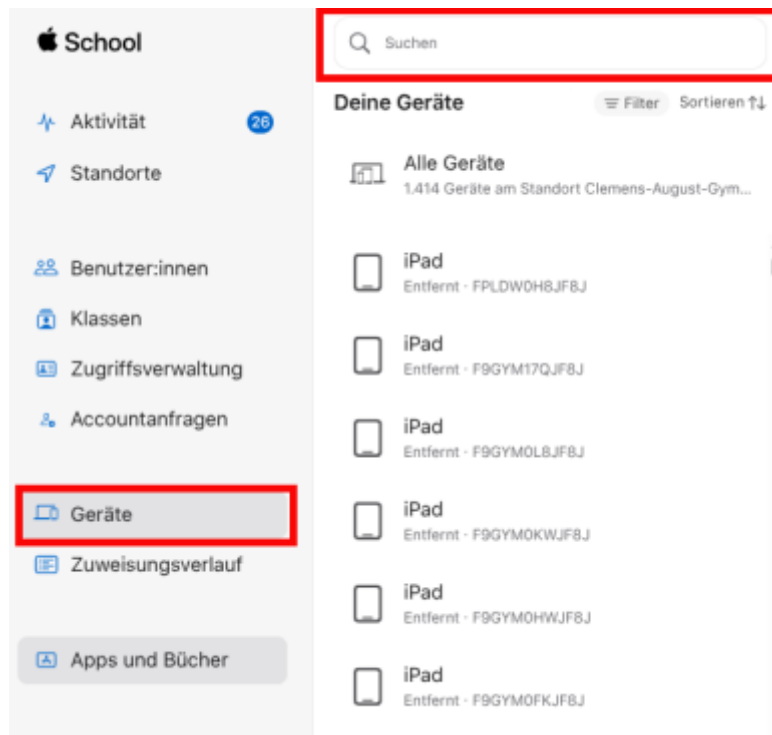 School
Aktivität
26
Standorte
Benutzer:innen
Klassen
Zugriffsverwaltung
Accountanfragen
Geräte
Zuweisungsverlauf
Apps und Bücher
Suchen
Deine Geräte
Filter
Sortieren ↑↓
Alle Geräte
1.414 Geräte am Standort Clemens-August-Gym...
iPad
Entfernt - FPLDW0H8JF8J
iPad
Entfernt - F9GYM17QJF8J
iPad
Entfernt - F9GYM0L8JF8J
iPad
Entfernt - F9GYM0KWJF8J
iPad
Entfernt - F9GYM0HWJF8J
iPad
Entfernt - F9GYM0FKJF8J